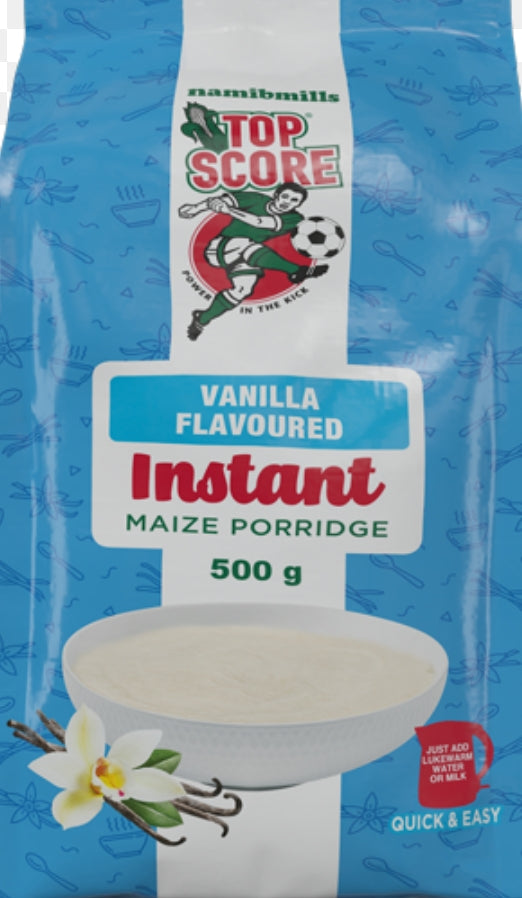 namibmills
TOP
SCORE
POWER IN THE KICK
VANILLA
FLAVOURED
Instant
MAIZE PORRIDGE
500 g
JUST ADD
LUKEWARM
WATER
OR MILK
QUICK & EASY